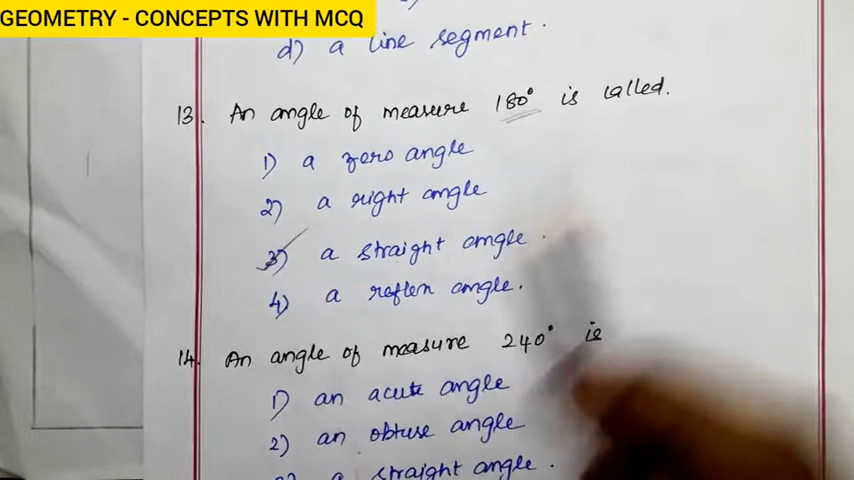 GEOMETRY - CONCEPTS WITH MCQ
d) a line segment.
13. An angle of measure 180° is called.
1) a zero angle
2) a right angle
3) a straight angle.
4) a reflex angle.
14. An angle of measure 240° is
1) an acute angle
2) an obtuse angle
a straight angle.